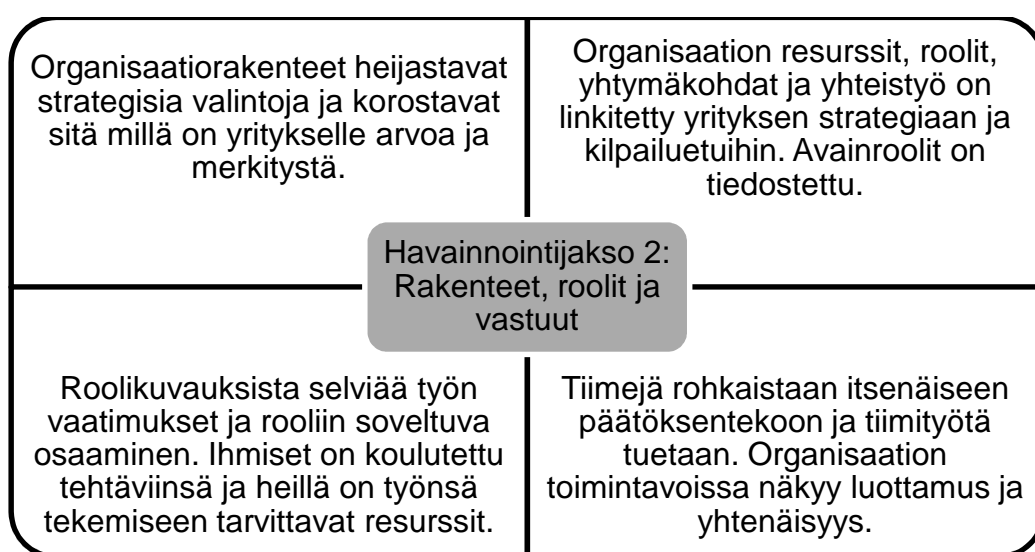 Organisaatiorakenteet heijastavat
strategisia valintoja ja korostavat
sitä millä on yritykselle arvoa ja
merkitystä.
Organisaation resurssit, roolit,
yhtymäkohdat ja yhteistyö on
linkitetty yrityksen strategiaan ja
kilpailuetuihin. Avainroolit on
tiedostettu.
Havainnointijakso 2:
Rakenteet, roolit ja
vastuut
Roolikuvauksista selviää työn
vaatimukset ja rooliin soveltuva
osaaminen. Ihmiset on koulutettu
tehtäviinsä ja heillä on työnsä
tekemiseen tarvittavat resurssit.
Tiimejä rohkaistaan itsenäiseen
päätöksentekoon ja tiimityötä
tuetaan. Organisaation
toimintavoissa näkyy luottamus ja
yhtenäisyys.